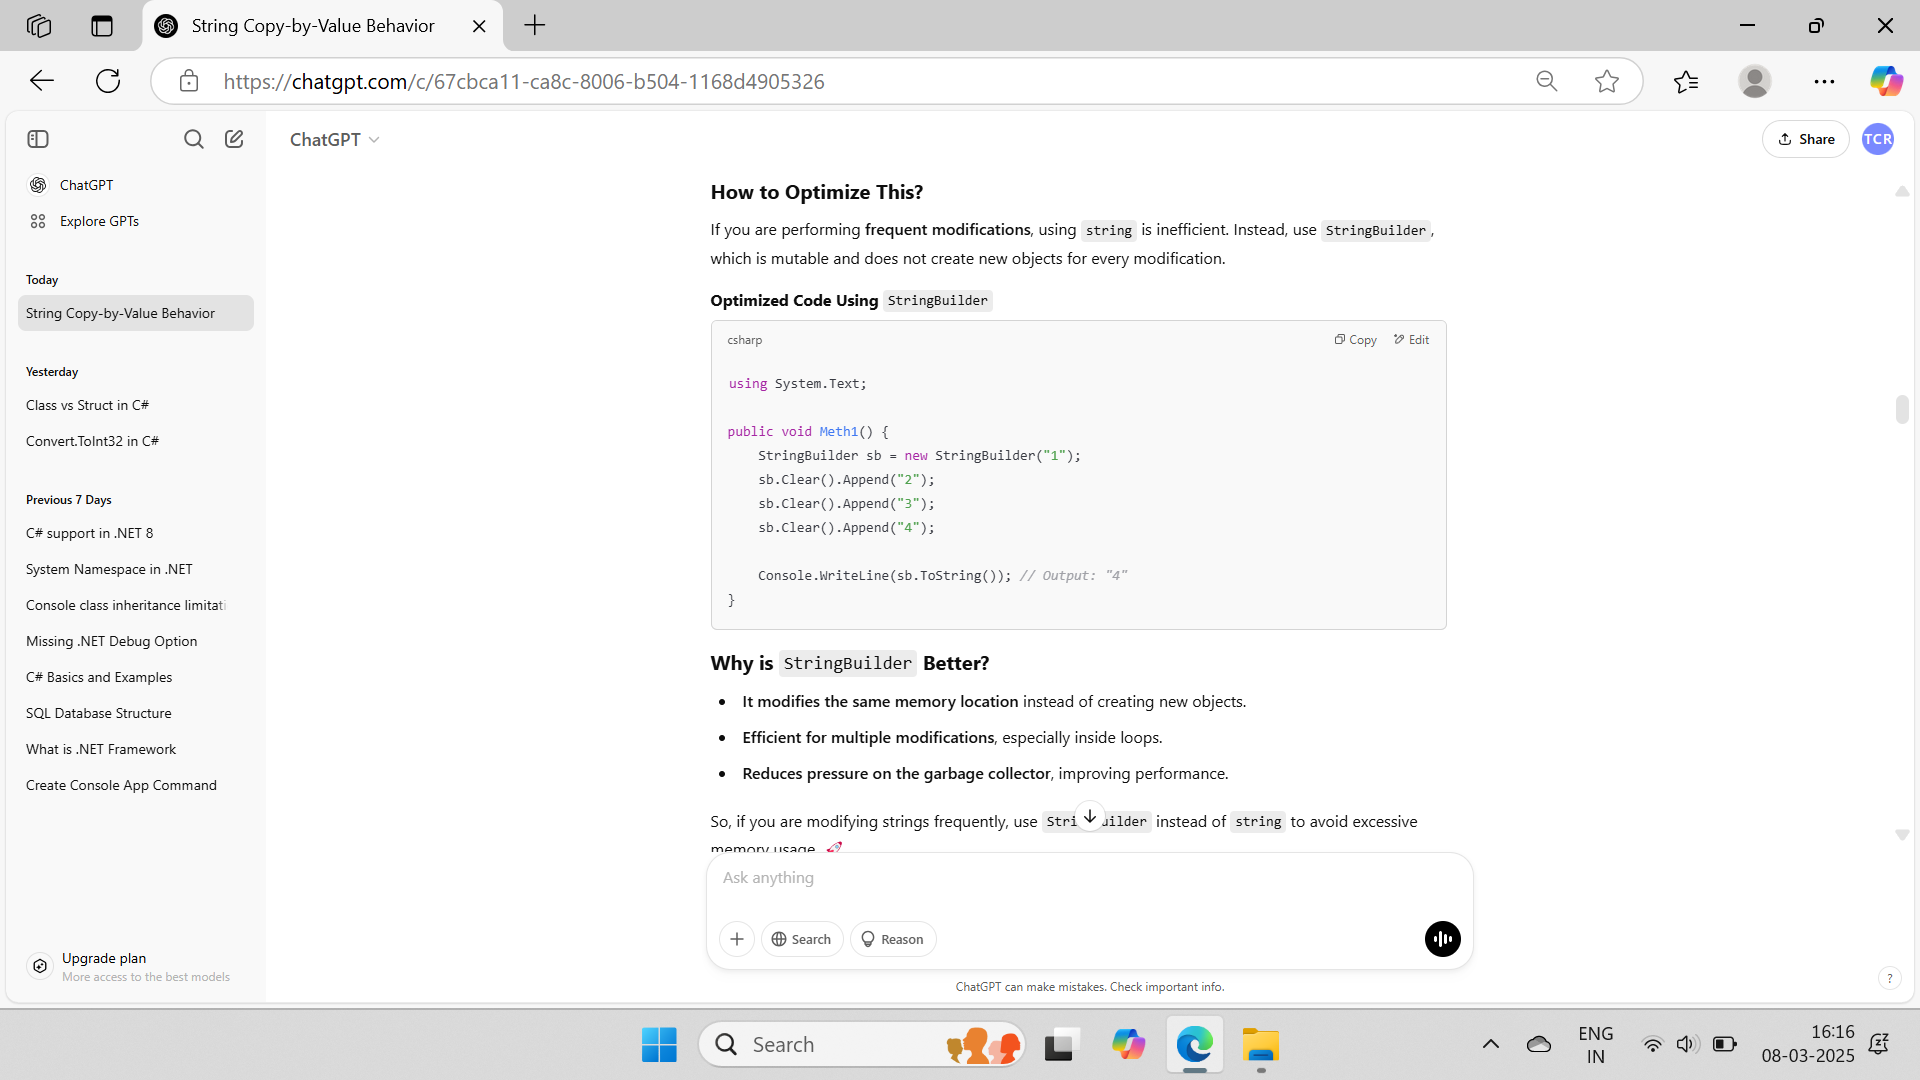 String Copy-by-Value Behavior
https://chatgpt.com/c/67cbca11-ca8c-8006-b504-1168d4905326
ChatGPT
Share
TCR
ChatGPT
Explore GPTs
Today
String Copy-by-Value Behavior
Yesterday
Class vs Struct in C#
Convert.ToInt32 in C#
Previous 7 Days
C# support in .NET 8
System Namespace in .NET
Console class inheritance limitati
Missing .NET Debug Option
C# Basics and Examples
SQL Database Structure
What is .NET Framework
Create Console App Command
Upgrade plan
More access to the best models
How to Optimize This?
If you are performing frequent modifications, using string is inefficient. Instead, use StringBuilder,
which is mutable and does not create new objects for every modification.
Optimized Code Using StringBuilder
csharp
Copy
Edit
using System.Text;
public void Meth1() {
    StringBuilder sb = new StringBuilder("1");
    sb.Clear().Append("2");
    sb.Clear().Append("3");
    sb.Clear().Append("4");
    Console.WriteLine(sb.ToString()); // Output: "4"
}
Why is StringBuilder Better?
• It modifies the same memory location instead of creating new objects.
• Efficient for multiple modifications, especially inside loops.
• Reduces pressure on the garbage collector, improving performance.
So, if you are modifying strings frequently, use StringBuilder instead of string to avoid excessive
memory usage. 🚀
Ask anything
Search
Reason
ChatGPT can make mistakes. Check important info.
?
Search
ENG
IN
16:16
08-03-2025